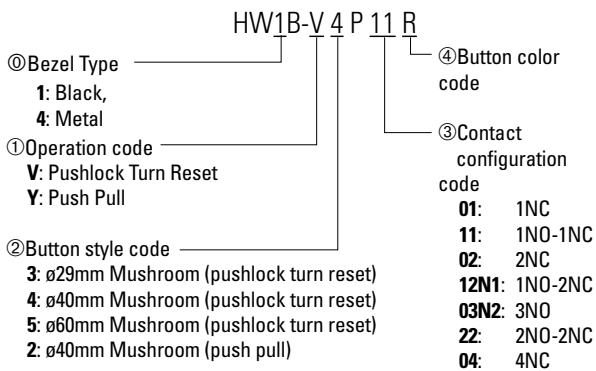 HW1B-V 4 P 11 R
⓪Bezel Type
1: Black,
4: Metal
①Operation code
V: Pushlock Turn Reset
Y: Push Pull
②Button style code
3: ø29mm Mushroom (pushlock turn reset)
4: ø40mm Mushroom (pushlock turn reset)
5: ø60mm Mushroom (pushlock turn reset)
2: ø40mm Mushroom (push pull)
④Button color
code
③Contact
configuration
code
01: 1NC
11: 1NO-1NC
02: 2NC
12N1: 1NO-2NC
03N2: 3NO
22: 2NO-2NC
04: 4NC